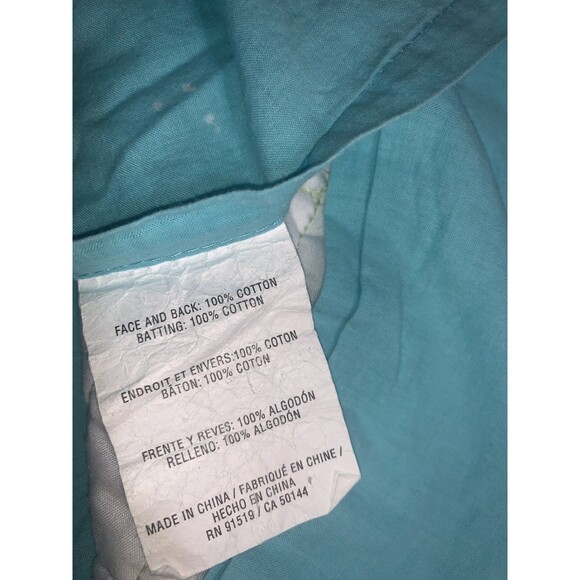 FACE AND BACK: 100% COTTON
BATTING: 100% COTTON
ENDROIT ET ENVERS:100% COTON
BÂTON: 100% COTON
FRENTE Y REVES: 100% ALGODÓN
RELLENO: 100% ALGODÓN
MADE IN CHINA / FABRIQUÉ EN CHINE /
HECHO EN CHINA
RN 91519 / CA 50144